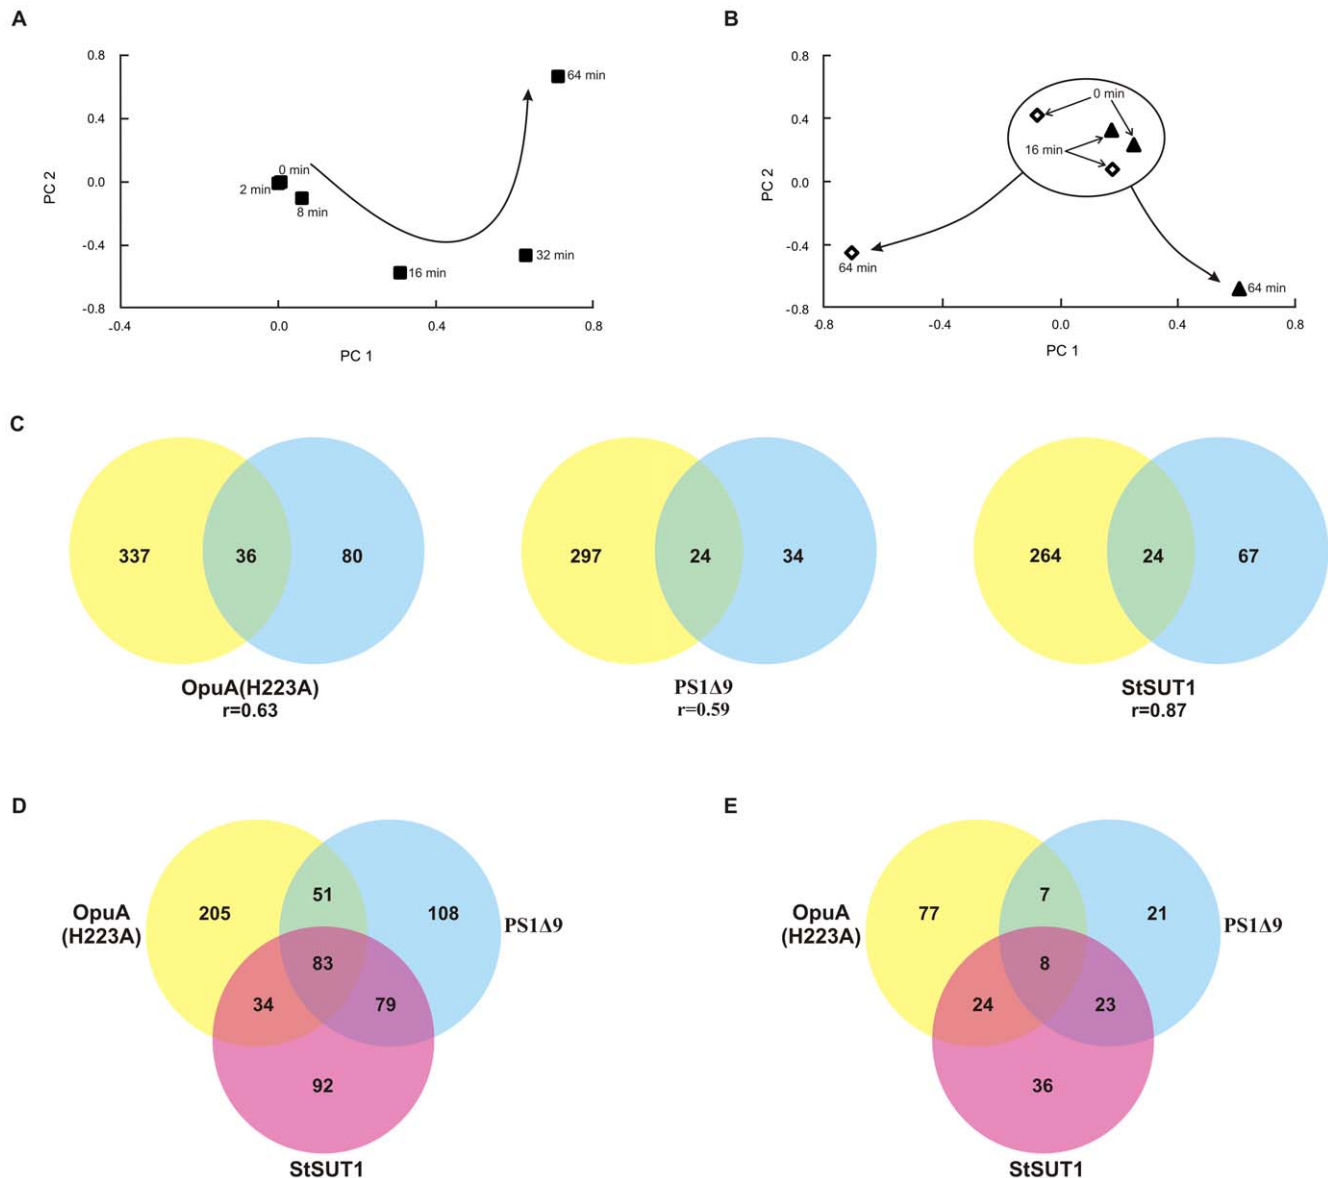 A
0.8
0.4
0.0
-0.4
-0.8
PC 2
-0.4
0.0
0.4
0.8
PC 1
0 min
2 min
8 min
16 min
32 min
64 min
B
0.8
0.4
0.0
-0.4
-0.8
PC 2
-0.8
-0.4
0.0
0.4
0.8
PC 1
0 min
16 min
64 min
64 min
C
337
36
80
OpuA(H223A)
r=0.63
297
24
34
PS1Δ9
r=0.59
264
24
67
StSUT1
r=0.87
D
OpuA
(H223A)
205
51
108
PS1Δ9
83
34
79
92
StSUT1
E
OpuA
(H223A)
77
7
21
PS1Δ9
8
24
23
36
StSUT1